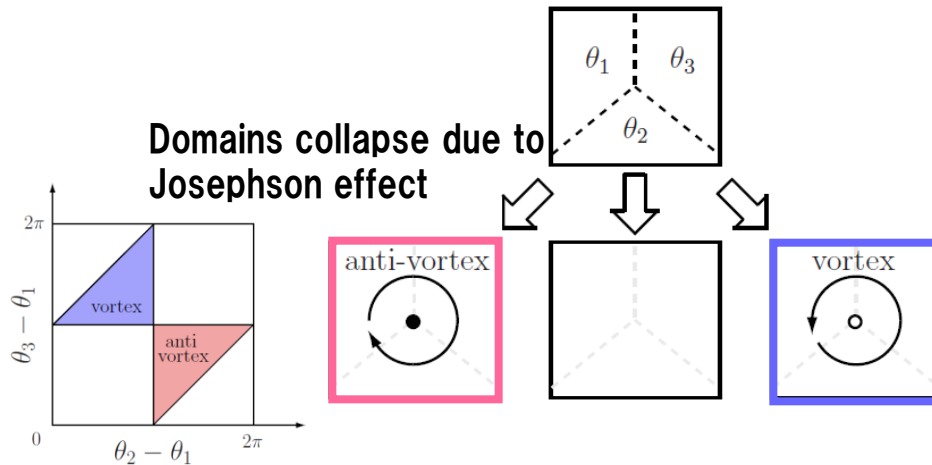 θ₁ θ₃
θ₂
Domains collapse due to
Josephson effect
2π
vortex
anti
vortex
0
2π
θ₃ − θ₁
θ₂ − θ₁
anti-vortex
vortex